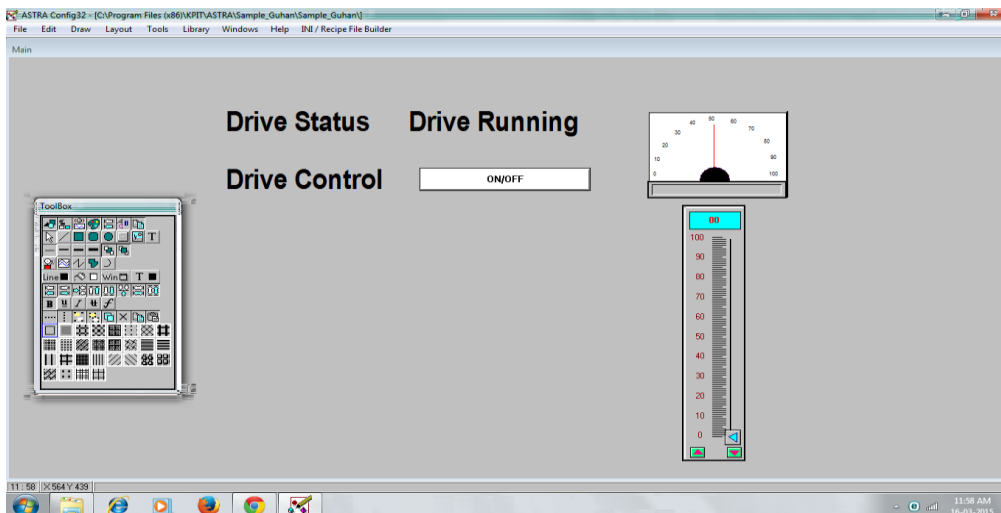 ASTRA Config32 - [C:\Program Files (x86)\KPIT\ASTRA\Sample_Guhan\Sample_Guhan\]
File Edit Draw Layout Tools Library Windows Help INI / Recipe File Builder
Main
Drive Status Drive Running
Drive Control ON/OFF
0 10 20 30 40 50 60 70 80 90 100
00
100
90
80
70
60
50
40
30
20
10
0
ToolBox
T
Line Win T
B U I U f
11 : 58 X 564 Y 439
11:58 AM
16-03-2015